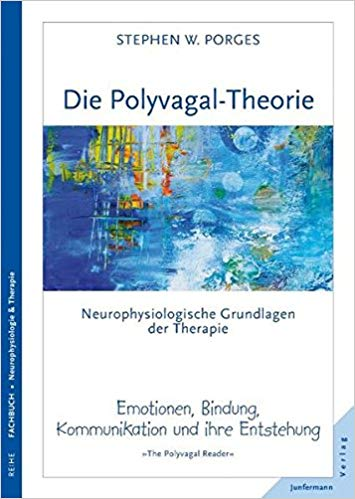 STEPHEN W. PORGES
Die Polyvagal-Theorie
Neurophysiologische Grundlagen
der Therapie
Emotionen, Bindung,
Kommunikation und ihre Entstehung
»The Polyvagal Reader«
REIHE FACHBUCH • Neurophysiologie & Therapie
Junfermann
Verlag